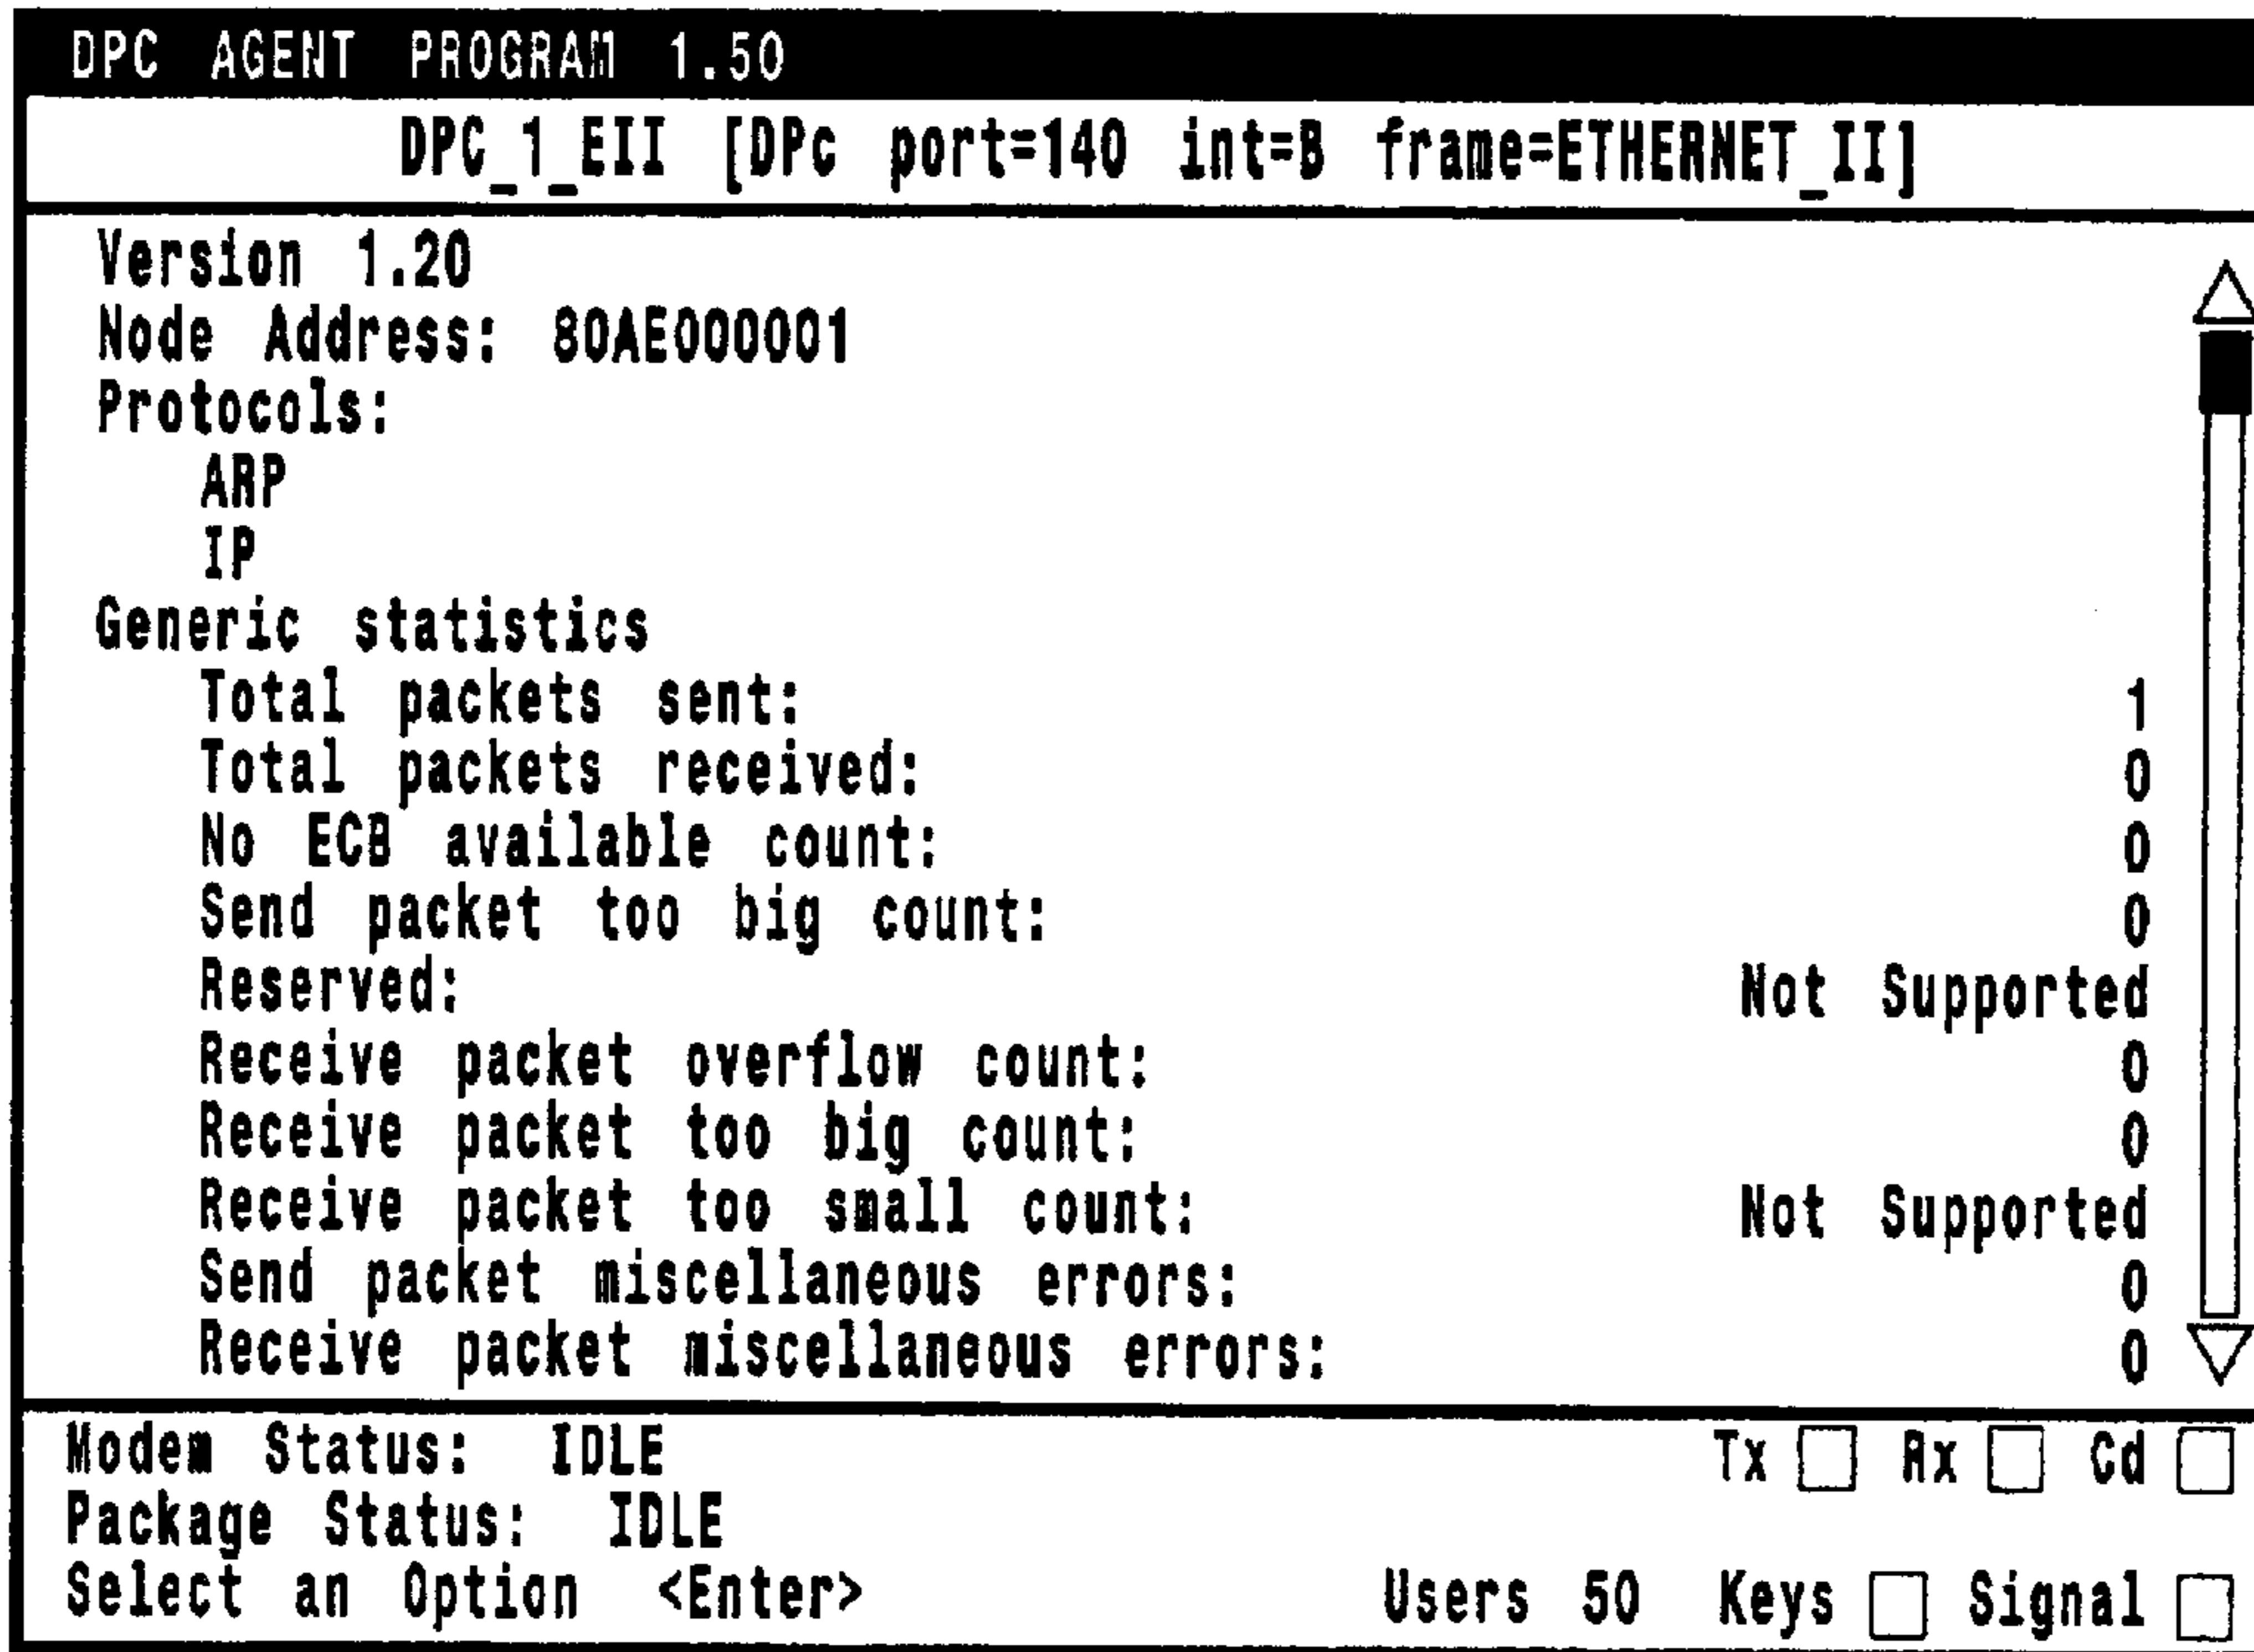 DPC AGENT PROGRAM 1.50
DPC_1_EII [DPc port=140 int=B frame=ETHERNET_II]
Version 1.20
Node Address: 80AE000001
Protocols:
ARP
IP
Generic statistics
Total packets sent: 1
Total packets received: 0
No ECB available count: 0
Send packet too big count: 0
Reserved: Not Supported
Receive packet overflow count: 0
Receive packet too big count: 0
Receive packet too small count: Not Supported
Send packet miscellaneous errors: 0
Receive packet miscellaneous errors: 0
Modem Status: IDLE Tx Rx Cd
Package Status: IDLE
Select an Option <Enter> Users 50 Keys Signal